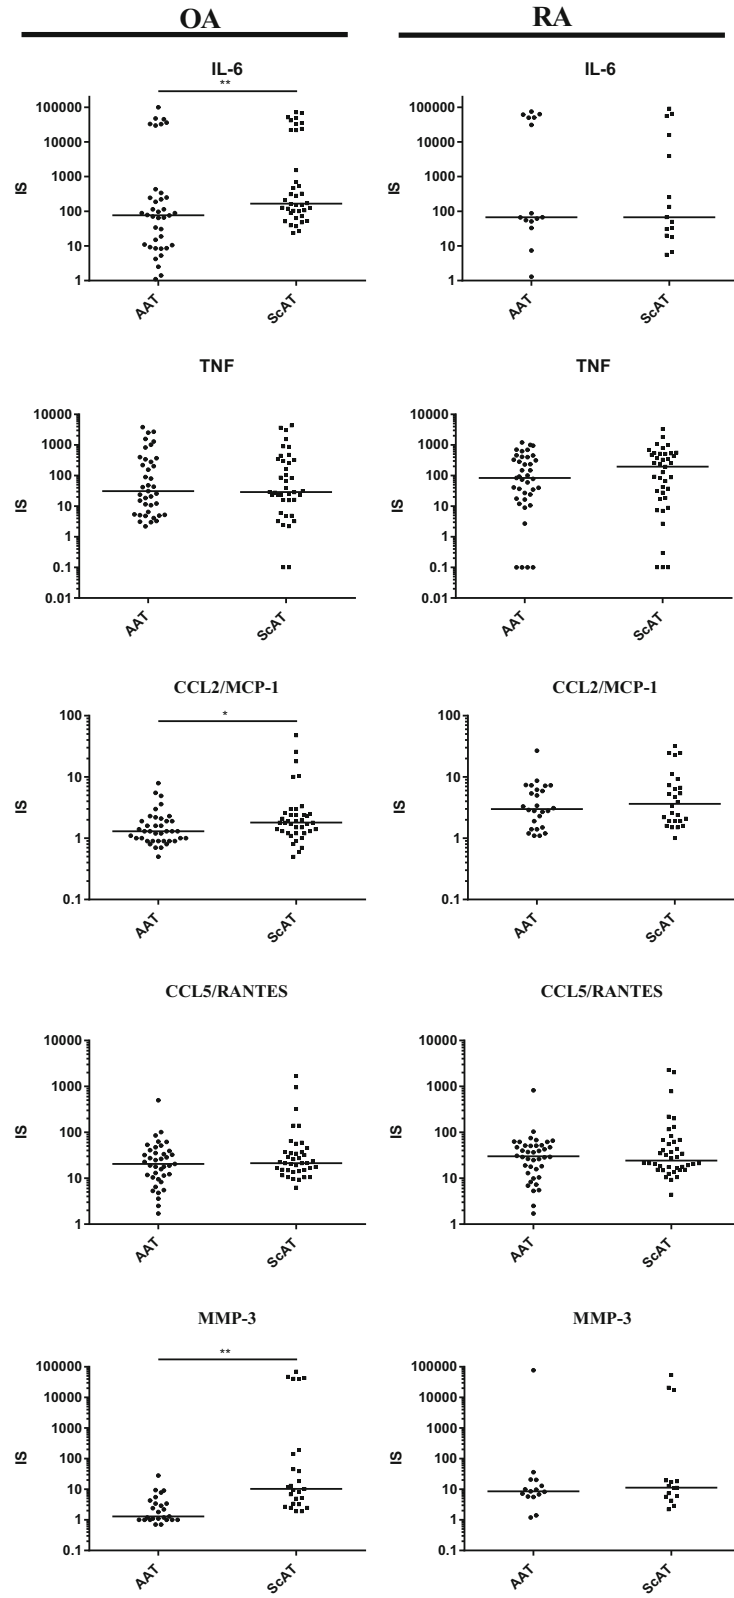 OA RA
IL-6 IL-6
**
100000 100000
10000 10000
1000 1000
100 100
10 10
1 1
IS IS
AAT ScAT AAT ScAT
TNF TNF
10000 10000
1000 1000
100 100
10 10
1 1
0.1 0.1
0.01 0.01
IS IS
AAT ScAT AAT ScAT
CCL2/MCP-1 CCL2/MCP-1
*
100 100
10 10
1 1
0.1 0.1
IS IS
AAT ScAT AAT ScAT
CCL5/RANTES CCL5/RANTES
10000 10000
1000 1000
100 100
10 10
1 1
IS IS
AAT ScAT AAT ScAT
MMP-3 MMP-3
**
100000 100000
10000 10000
1000 1000
100 100
10 10
1 1
0.1 0.1
IS IS
AAT ScAT AAT ScAT